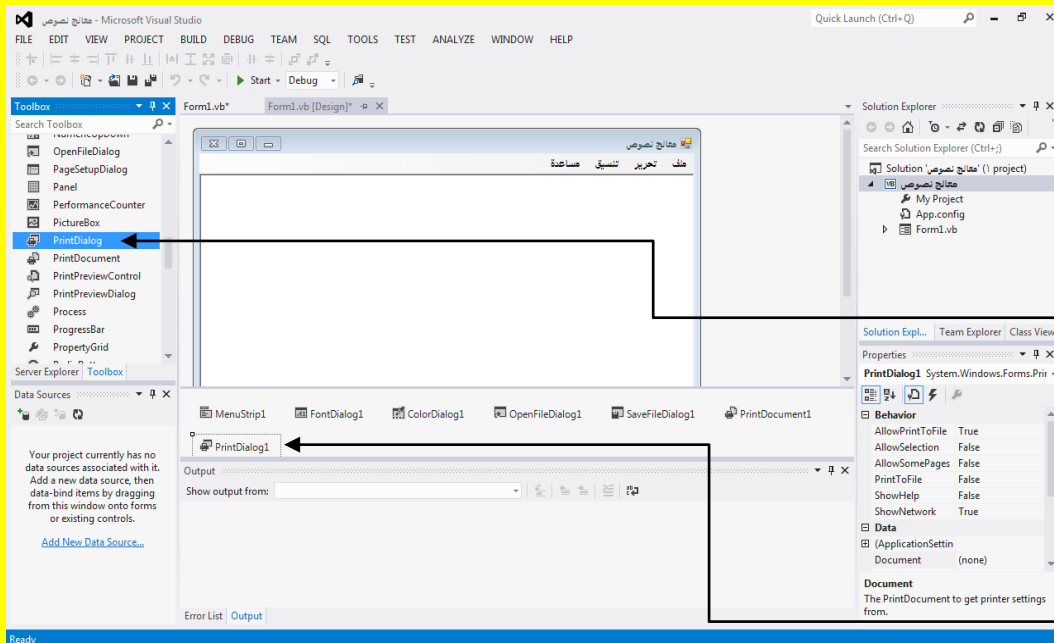 معالج نصوص - Microsoft Visual Studio
Quick Launch (Ctrl+Q)
FILE EDIT VIEW PROJECT BUILD DEBUG TEAM SQL TOOLS TEST ANALYZE WINDOW HELP
Start Debug
Toolbox
Search Toolbox
OpenFileDialog
PageSetupDialog
Panel
PerformanceCounter
PictureBox
PrintDialog
PrintDocument
PrintPreviewControl
PrintPreviewDialog
Process
ProgressBar
PropertyGrid
Server Explorer Toolbox
Data Sources
Your project currently has no
data sources associated with it.
Add a new data source, then
data-bind items by dragging
from this window onto forms
or existing controls.
Add New Data Source...
Form1.vb* Form1.vb [Design]*
معالج نصوص
ملف تحرير تنسيق مساعدة
MenuStrip1 FontDialog1 ColorDialog1 OpenFileDialog1 SaveFileDialog1 PrintDocument1
PrintDialog1
Output
Show output from:
Error List Output
Solution Explorer
Search Solution Explorer (Ctrl+;)
Solution 'معالج نصوص' (١ project)
معالج نصوص
My Project
App.config
Form1.vb
Solution Expl... Team Explorer Class View
Properties
PrintDialog1 System.Windows.Forms.Prir
Behavior
AllowPrintToFile True
AllowSelection False
AllowSomePages False
PrintToFile False
ShowHelp False
ShowNetwork True
Data
(ApplicationSettin
Document (none)
Document
The PrintDocument to get printer settings
from.
Ready